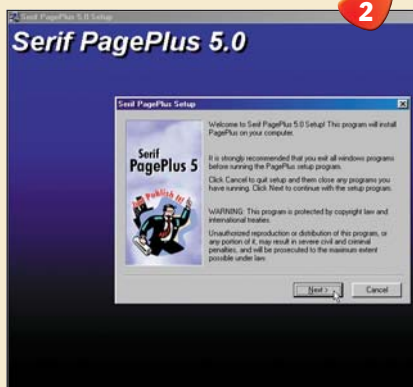 2
Serif PagePlus 5.0 Setup
Serif PagePlus 5.0
Serif PagePlus Setup
Serif
PagePlus 5
Publish It!
Welcome to Serif PagePlus 5.0 Setup! This program will install
PagePlus on your computer.
It is strongly recommended that you exit all windows programs
before running the PagePlus setup program.
Click Cancel to quit setup and them close any programs you
have running. Click Next to continue with the setup program.
WARNING: This program is protected by copyright law and
international treaties.
Unauthorized reproduction or distribution of this program, or
any portion of it, may result in severe civil and criminal
penalties, and will be prosecuted to the maximum extent
possible under law.
Next >
Cancel